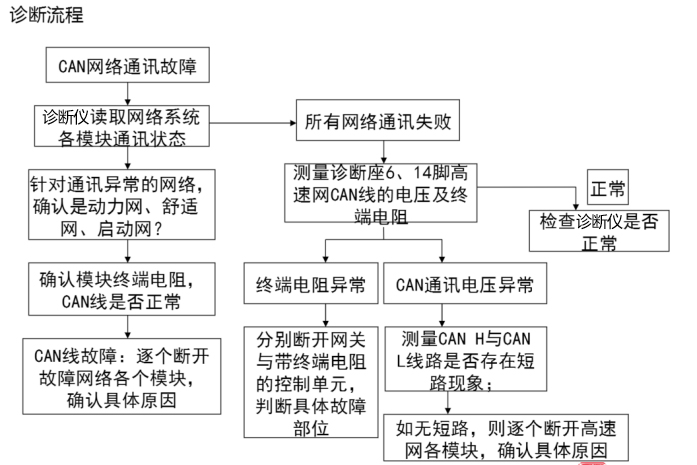 诊断流程
CAN网络通讯故障
诊断仪读取网络系统
各模块通讯状态
针对通讯异常的网络，
确认是动力网、舒适
网、启动网？
确认模块终端电阻，
CAN线是否正常
CAN线故障：逐个断开
故障网络各个模块，
确认具体原因
所有网络通讯失败
测量诊断座6、14脚高
速网CAN线的电压及终
端电阻
正常
检查诊断仪是否
正常
终端电阻异常
分别断开网关
与带终端电阻
的控制单元，
判断具体故障
部位
CAN通讯电压异常
测量CAN H与CAN
L线路是否存在短
路现象；
如无短路，则逐个断开高速
网各模块，确认具体原因